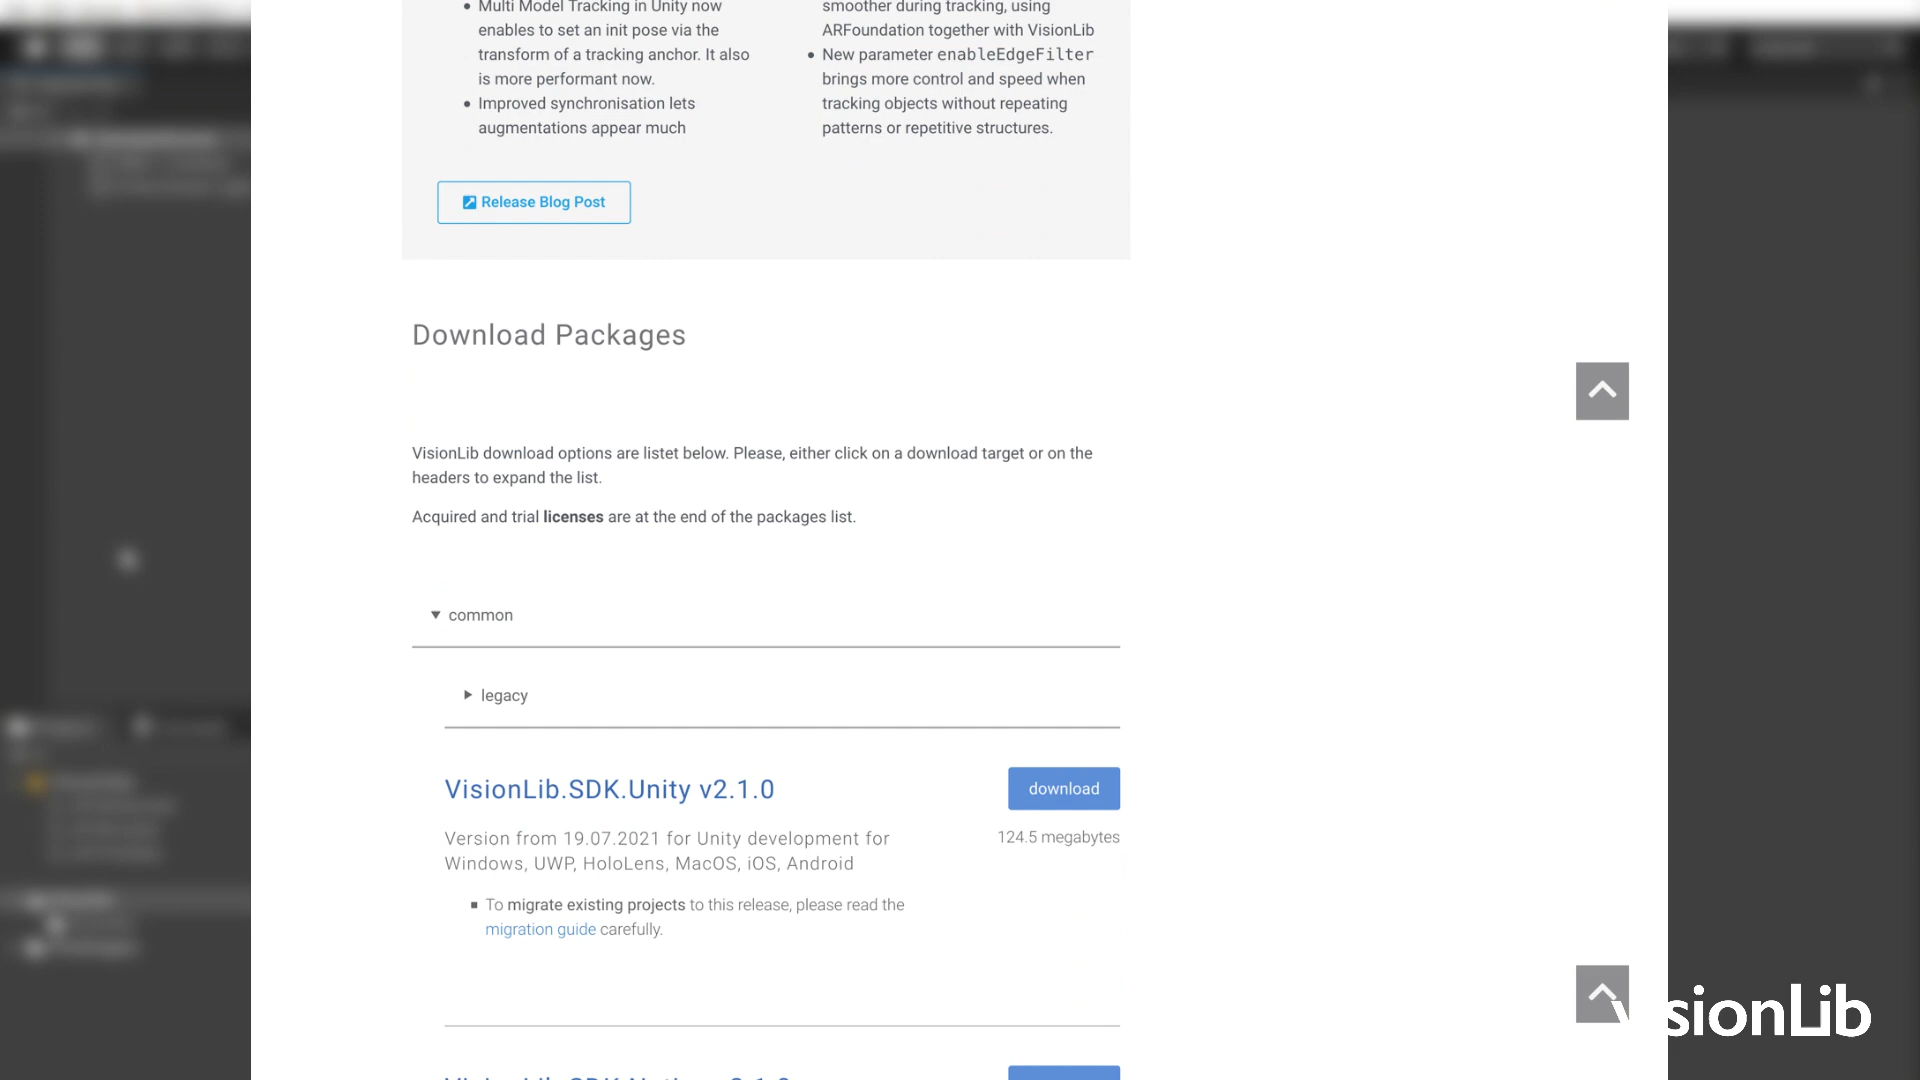 Multi Model Tracking in Unity now
enables to set an init pose via the
transform of a tracking anchor. It also
is more performant now.
Improved synchronisation lets
augmentations appear much
smoother during tracking, using
ARFoundation together with VisionLib
New parameter enableEdgeFilter
brings more control and speed when
tracking objects without repeating
patterns or repetitive structures.
Release Blog Post
Download Packages
VisionLib download options are listet below. Please, either click on a download target or on the
headers to expand the list.
Acquired and trial licenses are at the end of the packages list.
common
legacy
VisionLib.SDK.Unity v2.1.0
download
Version from 19.07.2021 for Unity development for
Windows, UWP, HoloLens, MacOS, iOS, Android
124.5 megabytes
To migrate existing projects to this release, please read the
migration guide carefully.
VisionLib